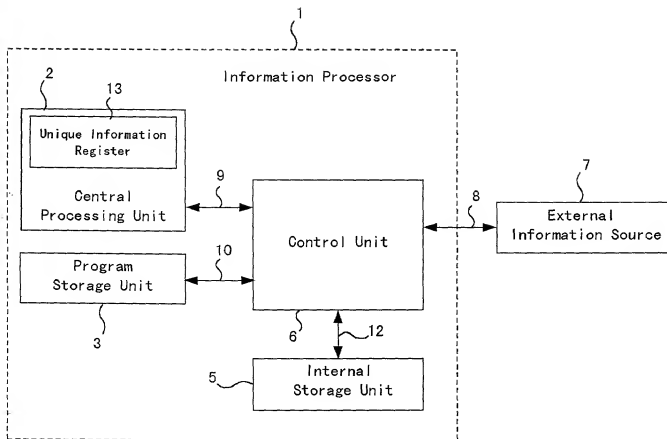 1
Information Processor
2
13
Unique Information
Register
Central
Processing Unit
9
Control Unit
8
7
External
Information Source
Program
Storage Unit
10
3
6
12
5
Internal
Storage Unit